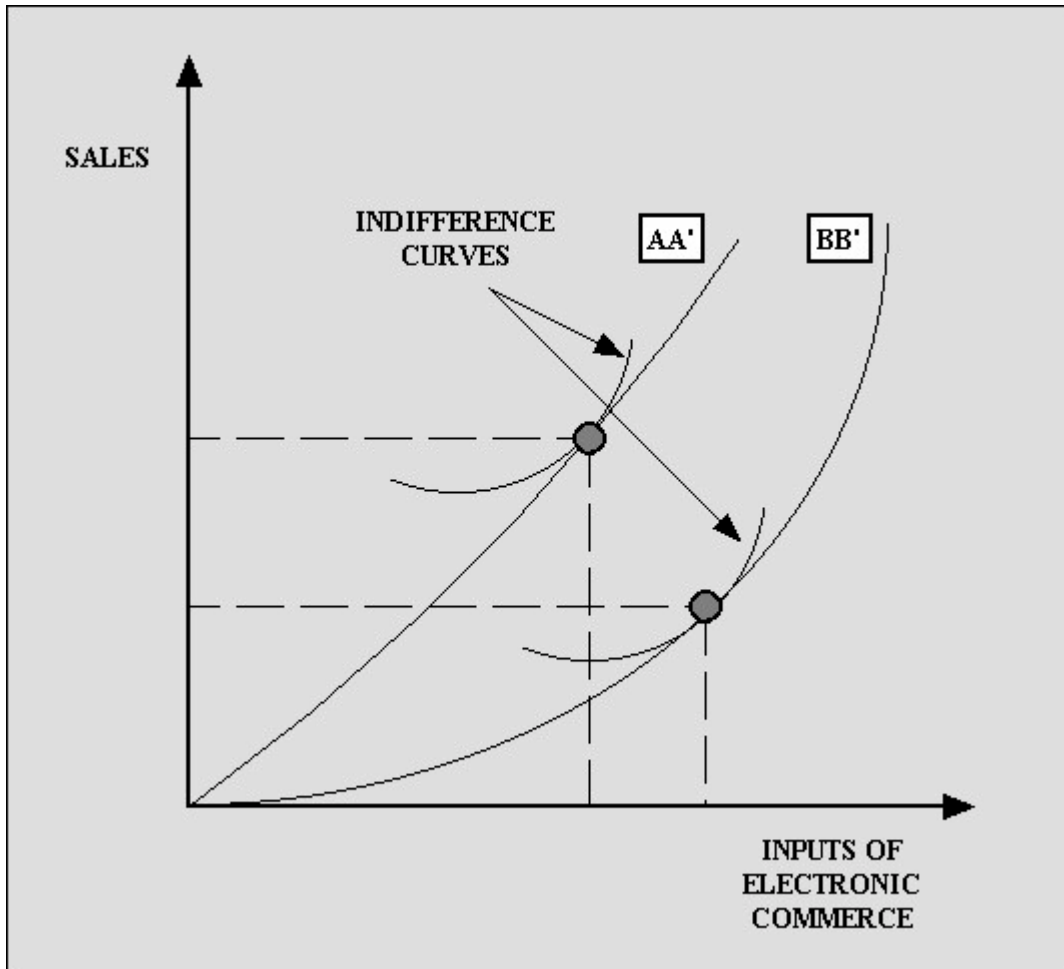 SALES
INDIFFERENCE
CURVES
AA'
BB'
INPUTS OF
ELECTRONIC
COMMERCE